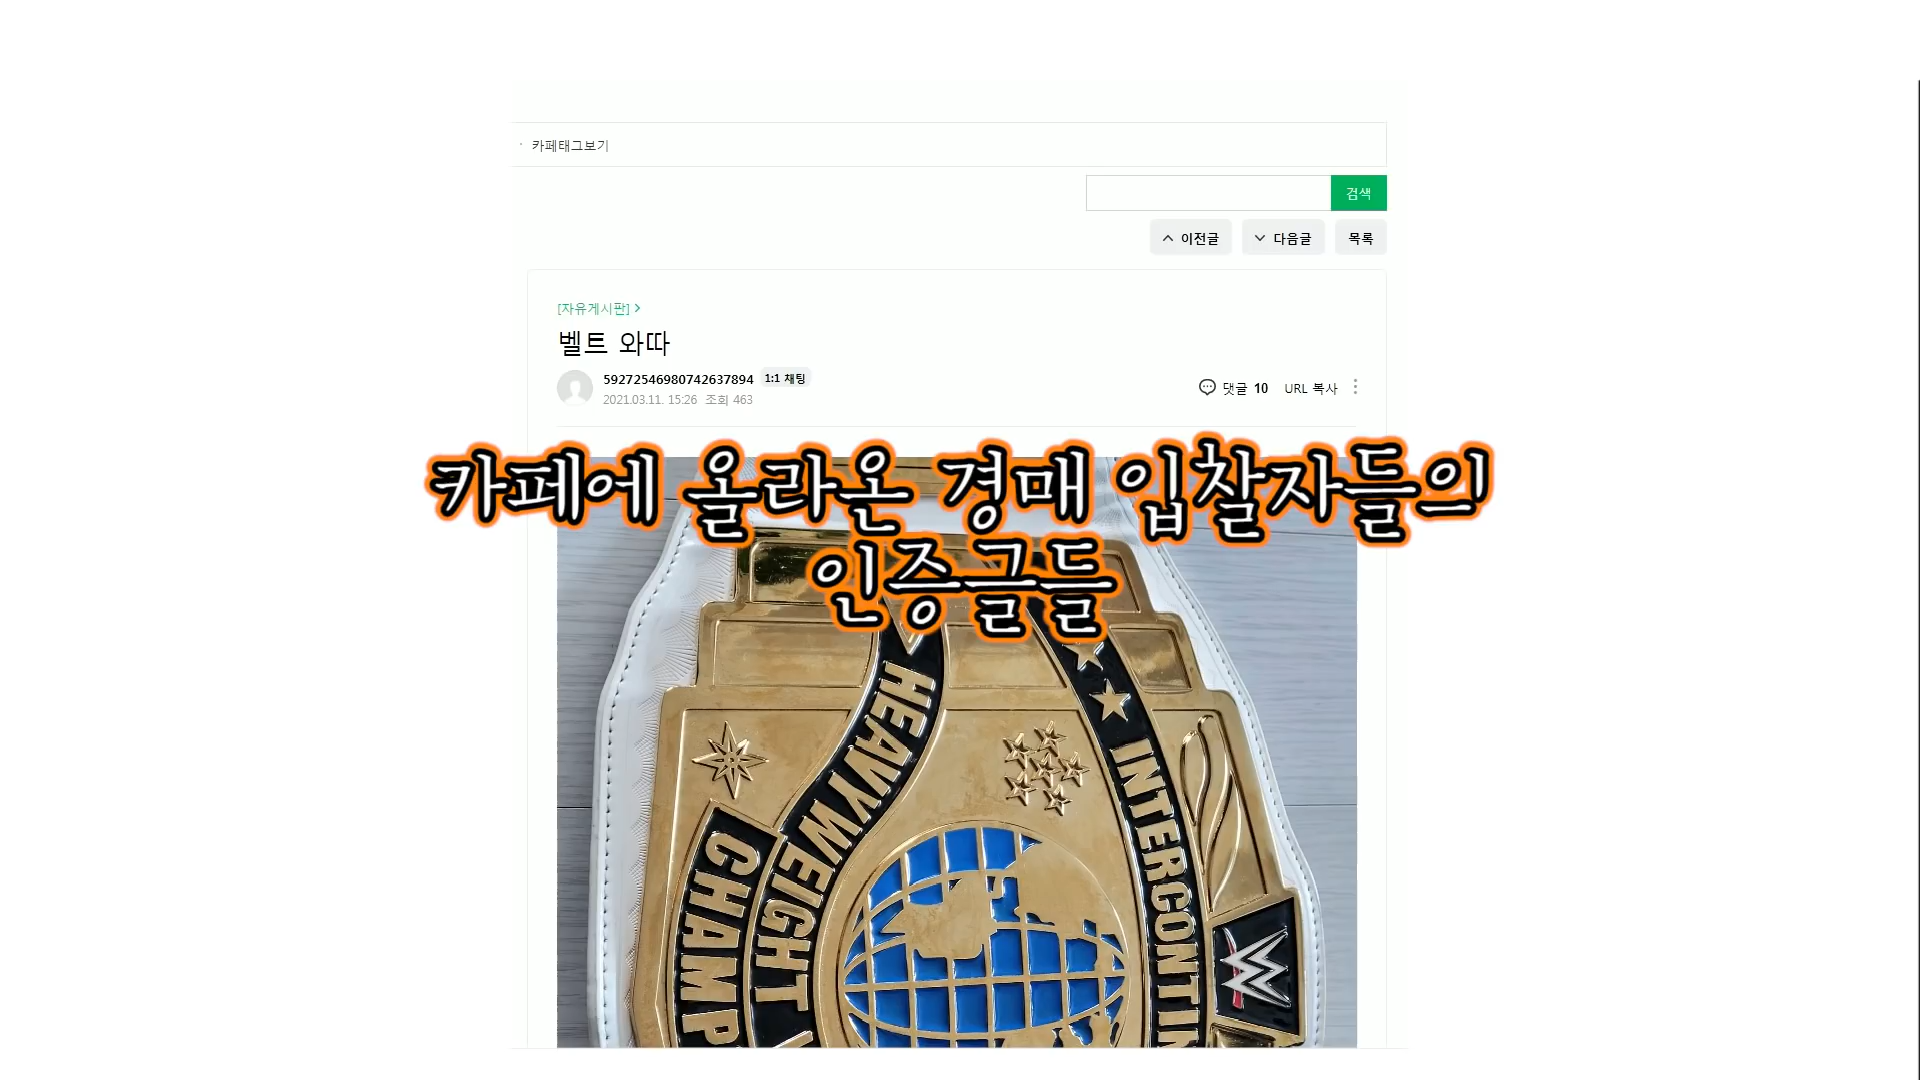 · 카페태그보기
검색
이전글 다음글 목록
[자유게시판] >
벨트 와따
59272546980742637894 1:1 채팅
2021.03.11. 15:26 조회 463
댓글 10 URL 복사
카페에 올라온 경매 입찰자들의
인증글들
HEAVYWEIGHT
CHAMP
INTERCONTIN
W